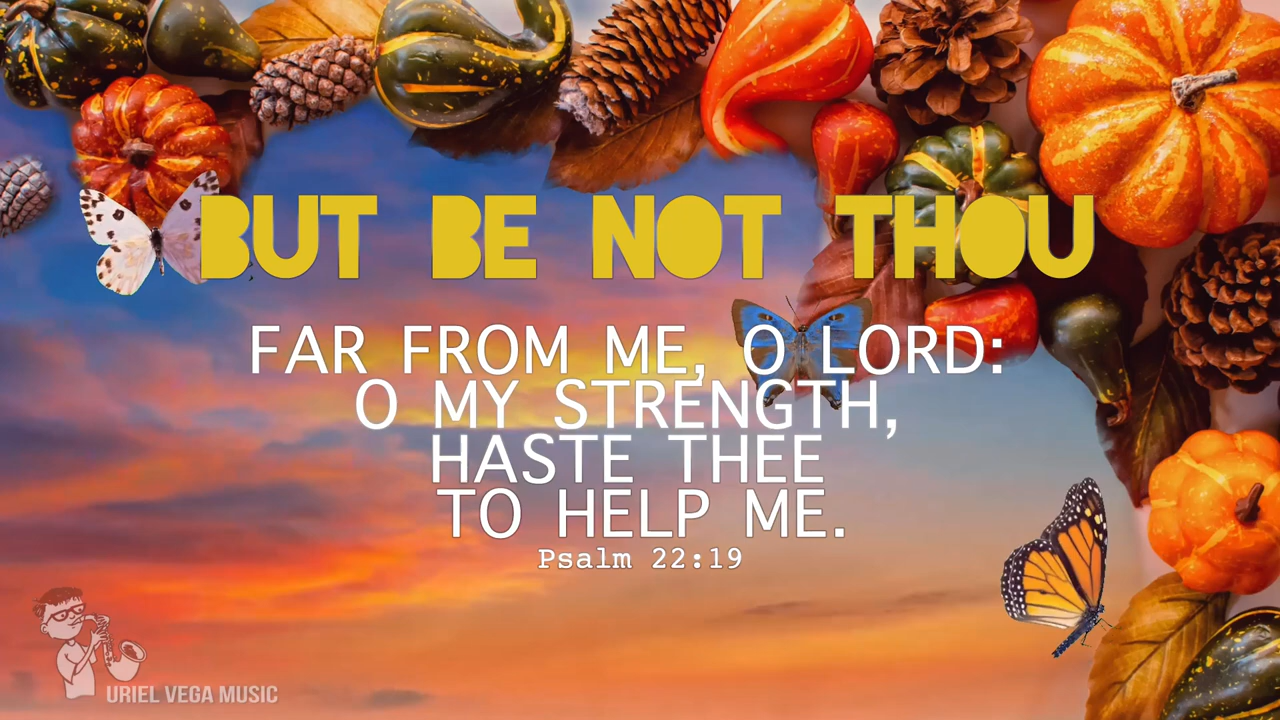 BUT BE NOT THOU
FAR FROM ME, O LORD:
O MY STRENGTH,
HASTE THEE
TO HELP ME.
Psalm 22:19
URIEL VEGA MUSIC